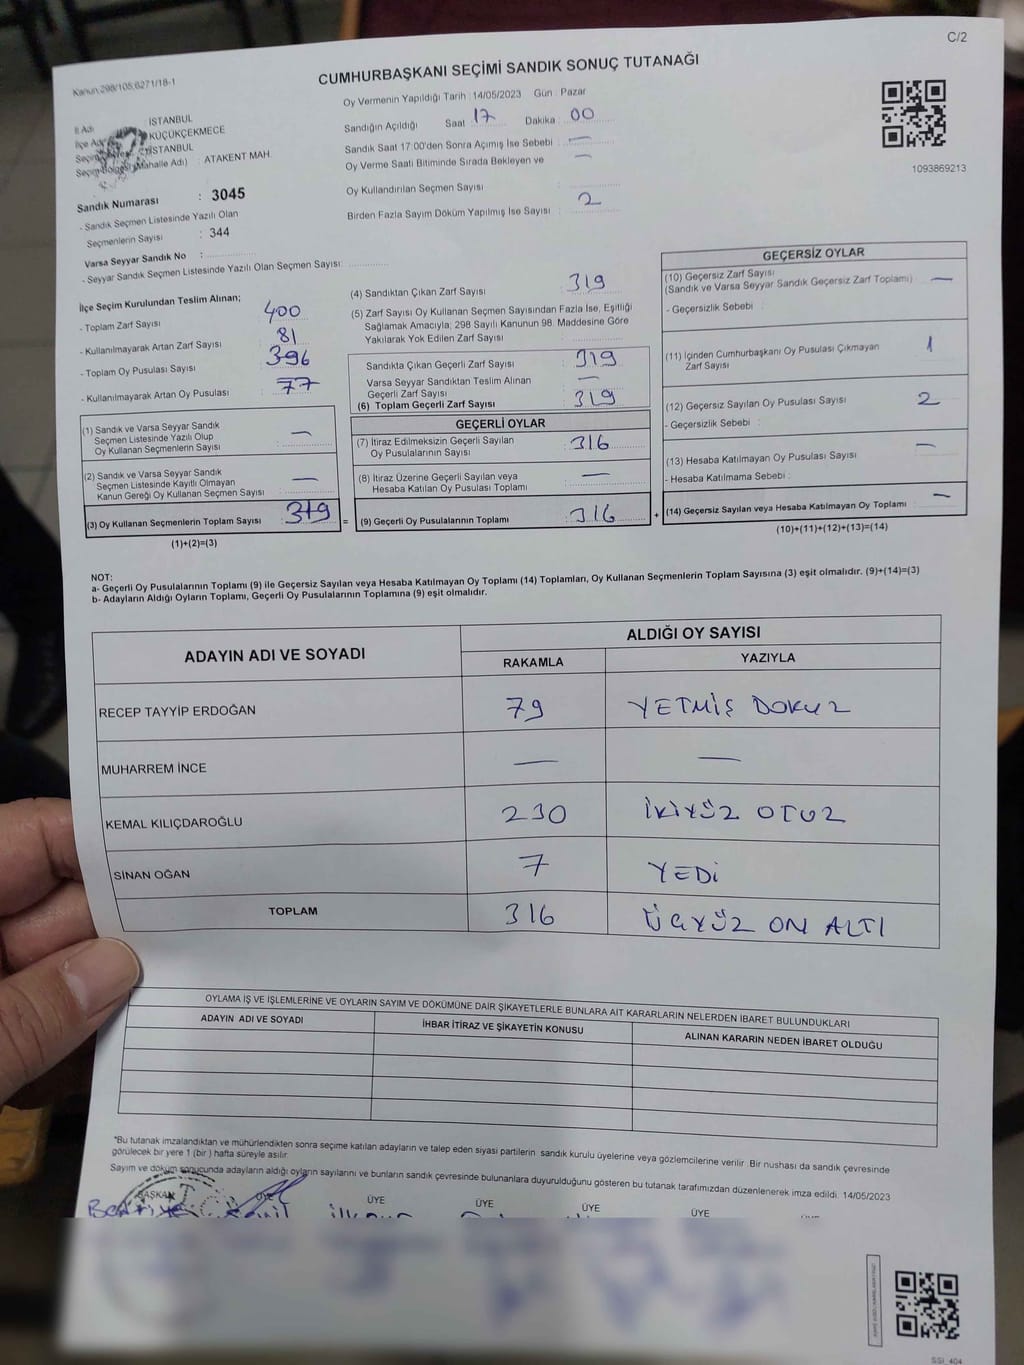 C/2
Kanun:298/105;6271/18-1
CUMHURBAŞKANI SEÇİMİ SANDIK SONUÇ TUTANAĞI
İl Adı : İSTANBUL
KÜÇÜKÇEKMECE
İSTANBUL
(Mahalle Adı) : ATAKENT MAH.
Sandık Numarası : 3045
- Sandık Seçmen Listesinde Yazılı Olan
Seçmenlerin Sayısı : 344
Varsa Seyyar Sandık No :
- Seyyar Sandık Seçmen Listesinde Yazılı Olan Seçmen Sayısı:
Oy Vermenin Yapıldığı Tarih :14/05/2023 Gün : Pazar
Sandığın Açıldığı Saat 17 Dakika 00
Sandık Saat 17:00'den Sonra Açımış İse Sebebi : —
Oy Verme Saati Bitiminde Sırada Bekleyen ve —
Oy Kullandırılan Seçmen Sayısı
Birden Fazla Sayım Döküm Yapılmış İse Sayısı : 2
1093869213
İlçe Seçim Kurulundan Teslim Alınan;
- Toplam Zarf Sayısı : 400
- Kullanılmayarak Artan Zarf Sayısı : 81
- Toplam Oy Pusulası Sayısı : 396
- Kullanılmayarak Artan Oy Pusulası : 77
(1) Sandık ve Varsa Seyyar Sandık
Seçmen Listesinde Yazılı Olup
Oy Kullanan Seçmenlerin Sayısı : —
(2) Sandık ve Varsa Seyyar Sandık
Seçmen Listesinde Kayıtlı Olmayan
Kanun Gereği Oy Kullanan Seçmen Sayısı : —
(3) Oy Kullanan Seçmenlerin Toplam Sayısı : 319 =
(1)+(2)=(3)
(4) Sandıktan Çıkan Zarf Sayısı : 319
(5) Zarf Sayısı Oy Kullanan Seçmen Sayısından Fazla İse, Eşitliği
Sağlamak Amacıyla; 298 Sayılı Kanunun 98. Maddesine Göre
Yakılarak Yok Edilen Zarf Sayısı :
Sandıkta Çıkan Geçerli Zarf Sayısı : 319
Varsa Seyyar Sandıktan Teslim Alınan
Geçerli Zarf Sayısı : —
(6) Toplam Geçerli Zarf Sayısı : 319
GEÇERLİ OYLAR
(7) İtiraz Edilmeksizin Geçerli Sayılan
Oy Pusulalarının Sayısı : 316
(8) İtiraz Üzerine Geçerli Sayılan veya
Hesaba Katılan Oy Pusulası Toplamı : —
(9) Geçerli Oy Pusulalarının Toplamı : 316 +
GEÇERSİZ OYLAR
(10) Geçersiz Zarf Sayısı
(Sandık ve Varsa Seyyar Sandık Geçersiz Zarf Toplamı) : —
- Geçersizlik Sebebi :
(11) İçinden Cumhurbaşkanı Oy Pusulası Çıkmayan
Zarf Sayısı : 1
(12) Geçersiz Sayılan Oy Pusulası Sayısı : 2
- Geçersizlik Sebebi :
(13) Hesaba Katılmayan Oy Pusulası Sayısı : —
- Hesaba Katılmama Sebebi :
(14) Geçersiz Sayılan veya Hesaba Katılmayan Oy Toplamı : —
(10)+(11)+(12)+(13)=(14)
NOT:
a- Geçerli Oy Pusulalarının Toplamı (9) ile Geçersiz Sayılan veya Hesaba Katılmayan Oy Toplamı (14) Toplamları, Oy Kullanan Seçmenlerin Toplam Sayısına (3) eşit olmalıdır. (9)+(14)=(3)
b- Adayların Aldığı Oyların Toplamı, Geçerli Oy Pusulalarının Toplamına (9) eşit olmalıdır.
ADAYIN ADI VE SOYADI
ALDIĞI OY SAYISI
RAKAMLA YAZIYLA
RECEP TAYYİP ERDOĞAN 79 YETMİŞ DOKUZ
MUHARREM İNCE — —
KEMAL KILIÇDAROĞLU 230 İKİYÜZ OTUZ
SİNAN OĞAN 7 YEDİ
TOPLAM 316 ÜÇYÜZ ON ALTI
OYLAMA İŞ VE İŞLEMLERİNE VE OYLARIN SAYIM VE DÖKÜMÜNE DAİR ŞİKAYETLERLE BUNLARA AİT KARARLARIN NELERDEN İBARET BULUNDUKLARI
ADAYIN ADI VE SOYADI İHBAR İTİRAZ VE ŞİKAYETİN KONUSU ALINAN KARARIN NEDEN İBARET OLDUĞU
*Bu tutanak imzalandıktan ve mühürlendikten sonra seçime katılan adayların ve talep eden siyasi partilerin sandık kurulu üyelerine veya gözlemcilerine verilir. Bir nushası da sandık çevresinde
görülecek bir yere 1 (bir ) hafta süreyle asılır.
Sayım ve döküm sonucunda adayların aldığı oyların sayılarını ve bunların sandık çevresinde bulunanlara duyurulduğunu gösteren bu tutanak tarafımızdan düzenlenerek imza edildi. 14/05/2023
BAŞKAN ÜYE ÜYE ÜYE ÜYE ÜYE
SSI 404